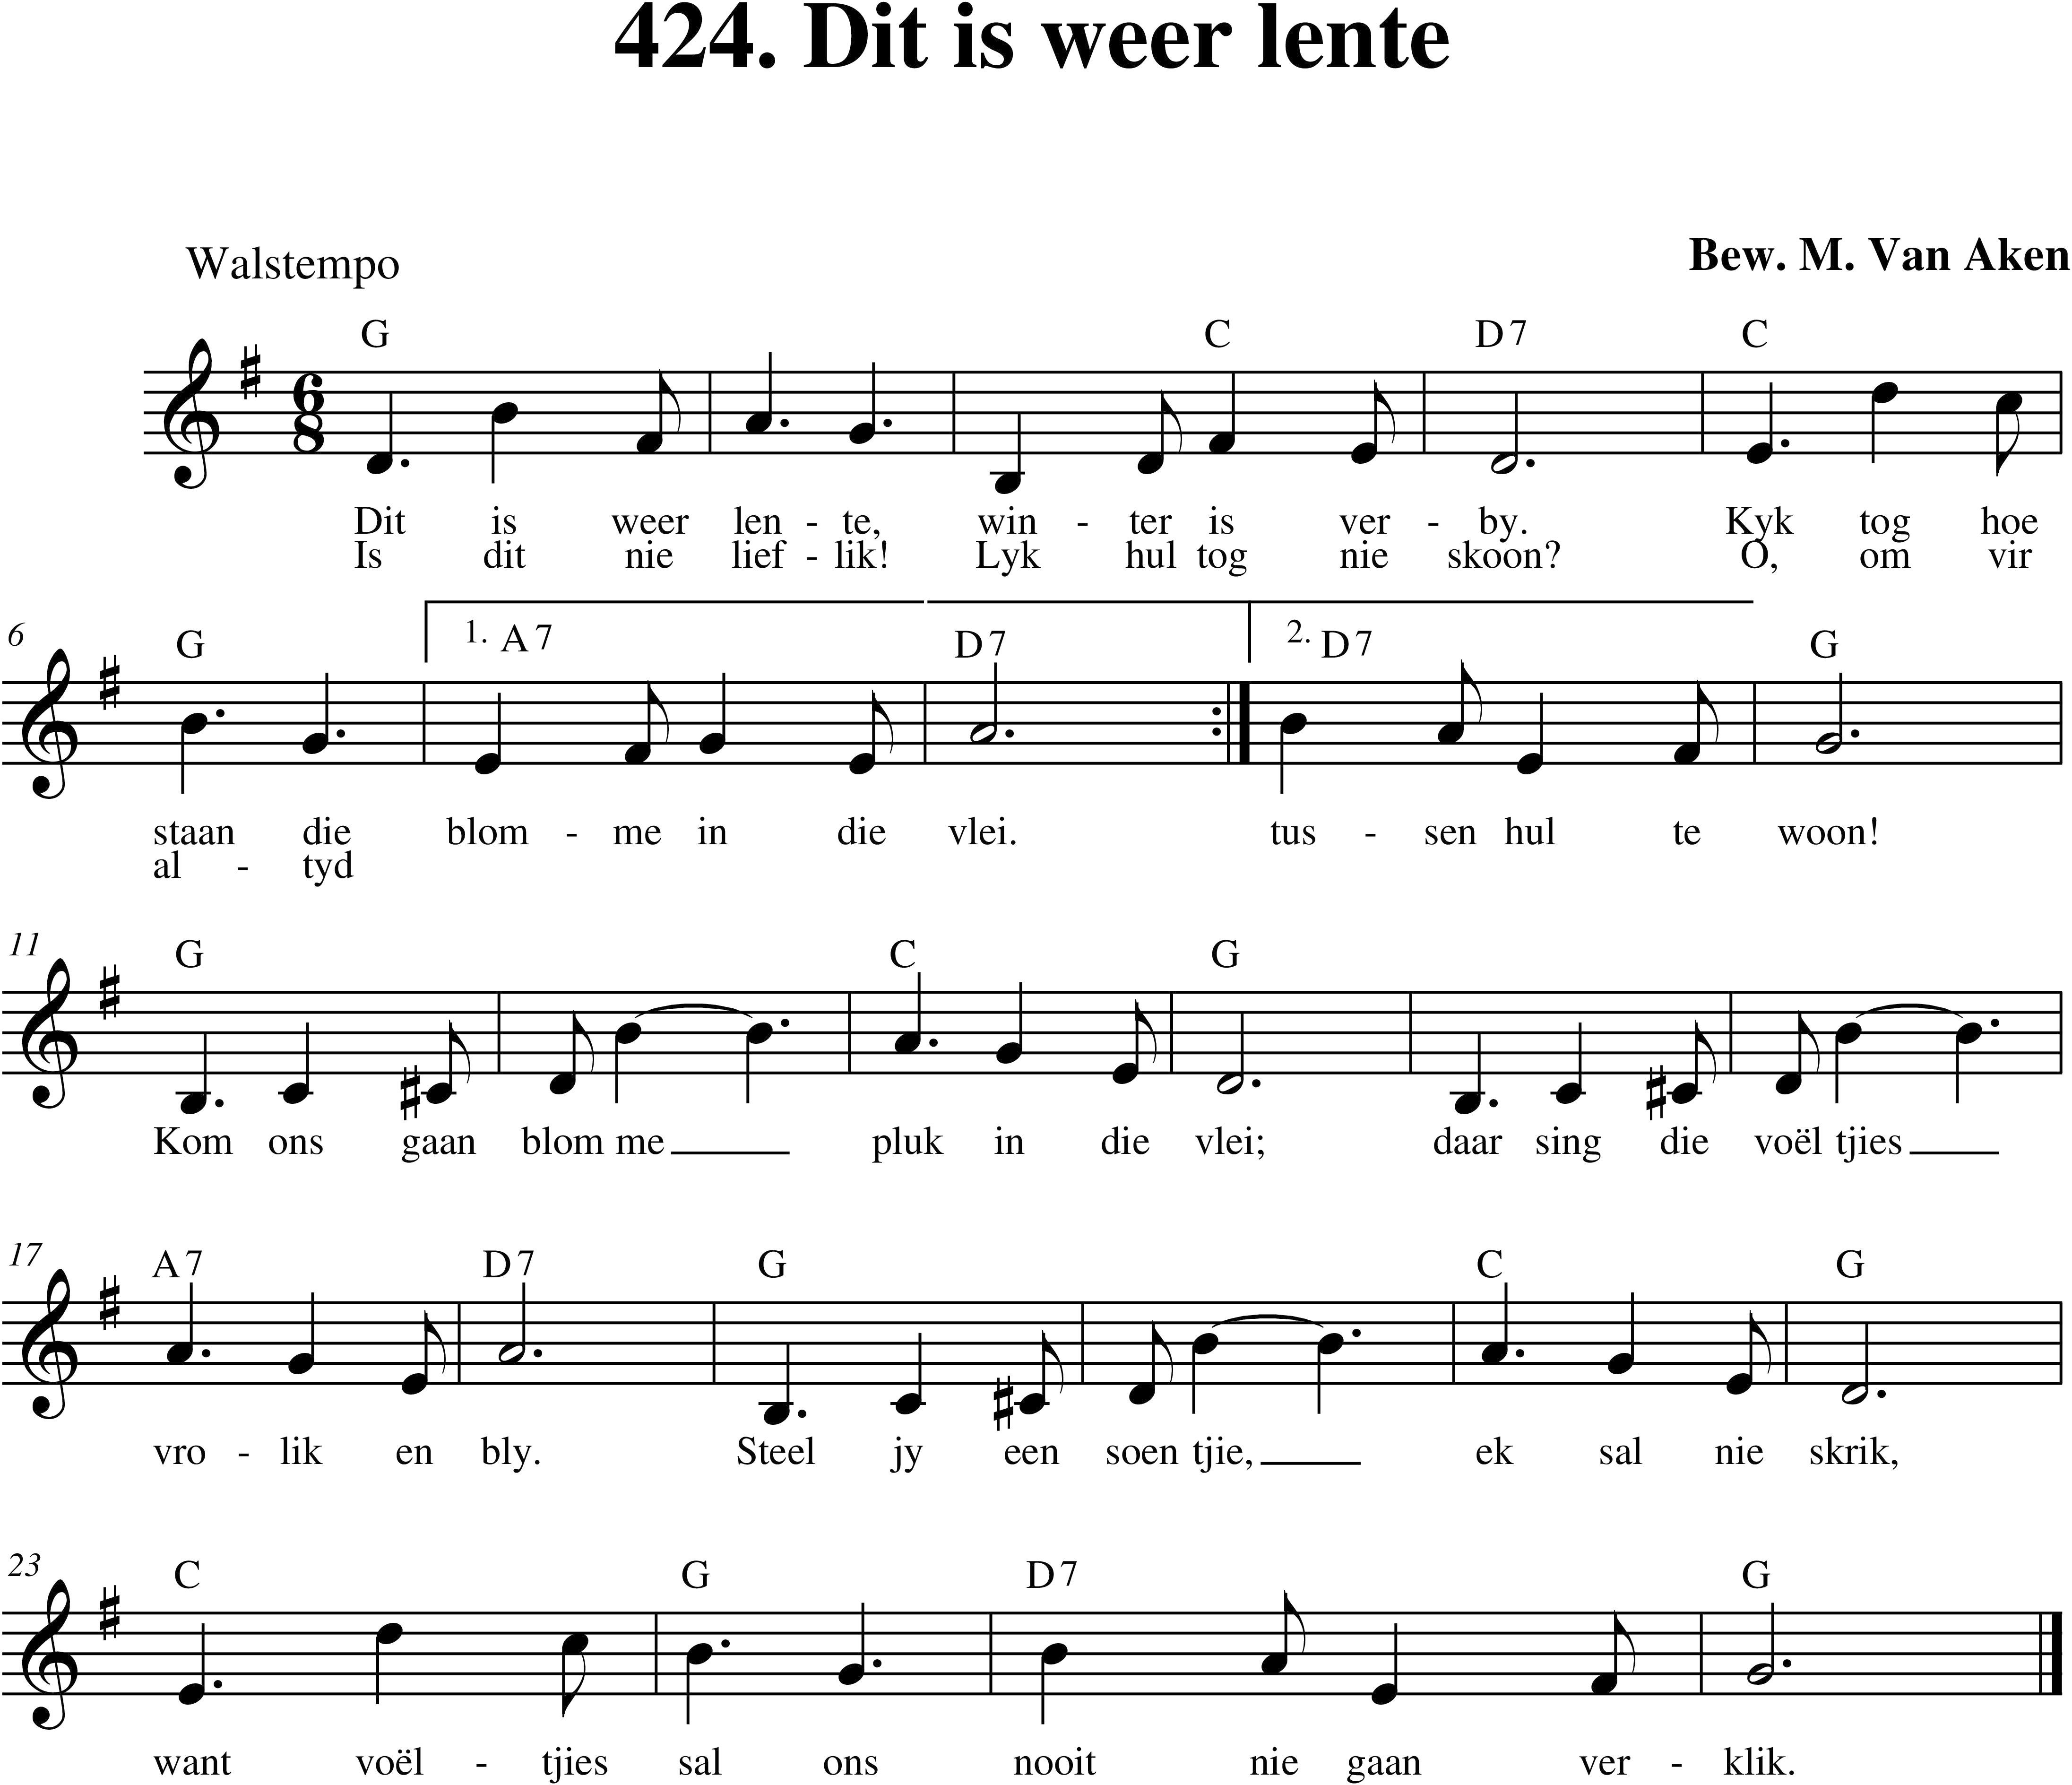 424. Dit is weer lente
Walstempo
Bew. M. Van Aken
G C D7 C
6
8
Dit is weer len - te, win - ter is ver - by. Kyk tog hoe
Is dit nie lief - lik! Lyk hul tog nie skoon? O, om vir
6
G 1. A7 D7 2. D7 G
staan die blom - me in die vlei. tus - sen hul te woon!
al - tyd
11
G C G
Kom ons gaan blom me pluk in die vlei; daar sing die voël tjies
17
A7 D7 G C G
vro - lik en bly. Steel jy een soen tjie, ek sal nie skrik,
23
C G D7 G
want voël - tjies sal ons nooit nie gaan ver - klik.